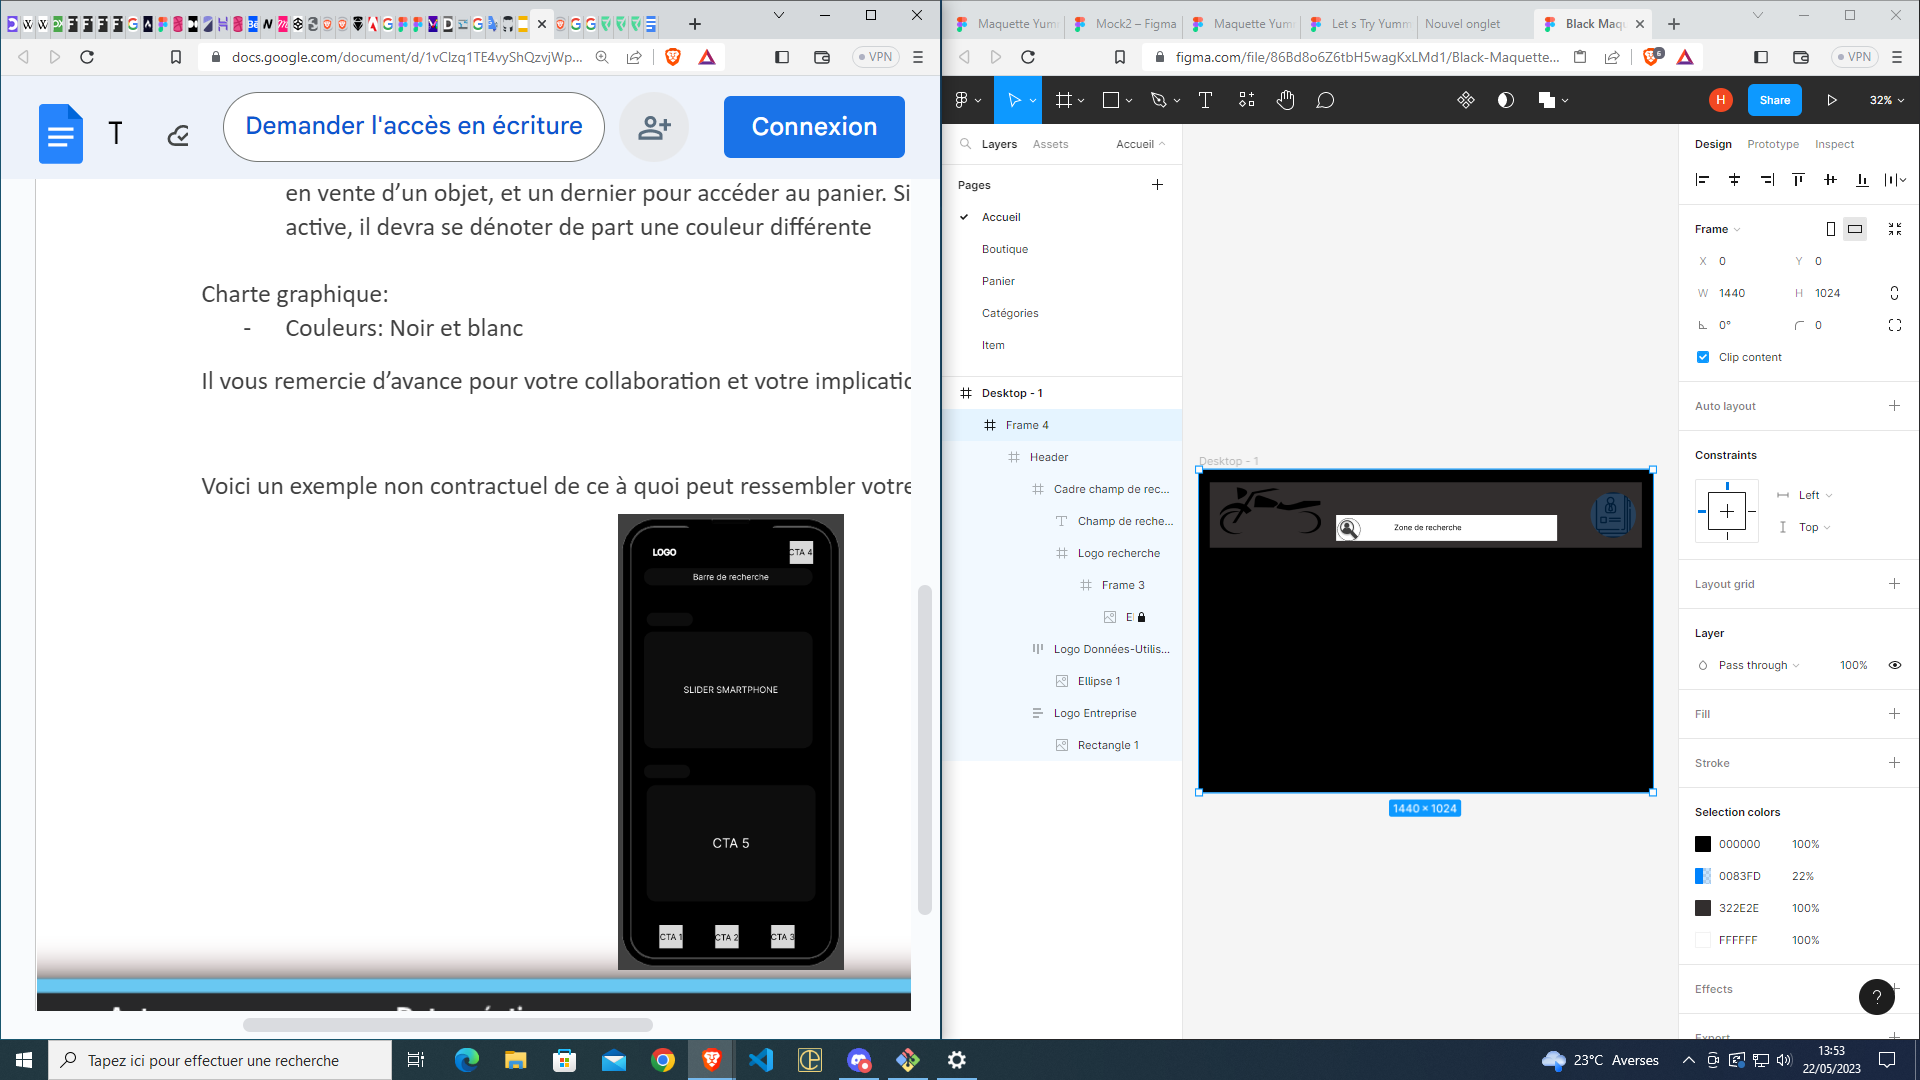 docs.google.com/document/d/1vCIzq1TE4vyShQzvjWp...
VPN
T
Demander l'accès en écriture
Connexion
en vente d'un objet, et un dernier pour accéder au panier. Si
active, il devra se dénoter de part une couleur différente
Charte graphique:
- Couleurs: Noir et blanc
Il vous remercie d'avance pour votre collaboration et votre implicatio
Voici un exemple non contractuel de ce à quoi peut ressembler votre
LOGO
CTA 4
Barre de recherche
SLIDER SMARTPHONE
CTA 5
CTA 1
CTA 2
CTA 3
Maquette Yumm
Mock2 – Figma
Maquette Yum
Let s Try Yumm
Nouvel onglet
Black Maq
figma.com/file/86Bd8o6Z6tbH5wagKxLMd1/Black-Maquette...
6
VPN
H
Share
32%
Layers
Assets
Accueil
Pages
Accueil
Boutique
Panier
Catégories
Item
Desktop - 1
Frame 4
Header
Cadre champ de rec...
Champ de reche...
Logo recherche
Frame 3
El
Logo Données-Utilis...
Ellipse 1
Logo Entreprise
Rectangle 1
Desktop - 1
Zone de recherche
1440 × 1024
Design
Prototype
Inspect
Frame
X 0
Y 0
W 1440
H 1024
0°
0
Clip content
Auto layout
Constraints
Left
Top
Layout grid
Layer
Pass through
100%
Fill
Stroke
Selection colors
000000 100%
0083FD 22%
322E2E 100%
FFFFFF 100%
Effects
?
Export
Tapez ici pour effectuer une recherche
23°C Averses
13:53
22/05/2023